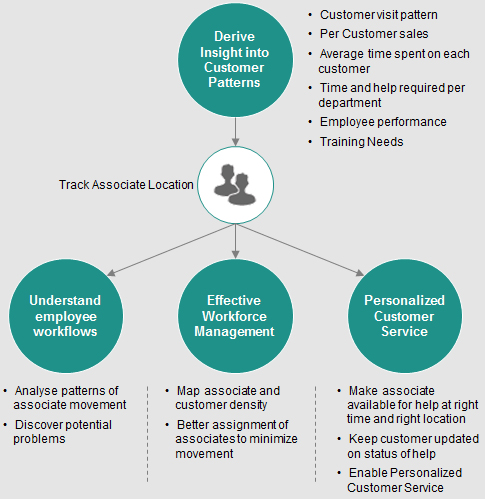 Derive
Insight into
Customer
Patterns
• Customer visit pattern
• Per Customer sales
• Average time spent on each
customer
• Time and help required per
department
• Employee performance
• Training Needs
Track Associate Location
Understand
employee
workflows
• Analyse patterns of
associate movement
• Discover potential
problems
Effective
Workforce
Management
• Map associate and
customer density
• Better assignment of
associates to minimize
movement
Personalized
Customer
Service
• Make associate
available for help at right
time and right location
• Keep customer updated
on status of help
• Enable Personalized
Customer Service